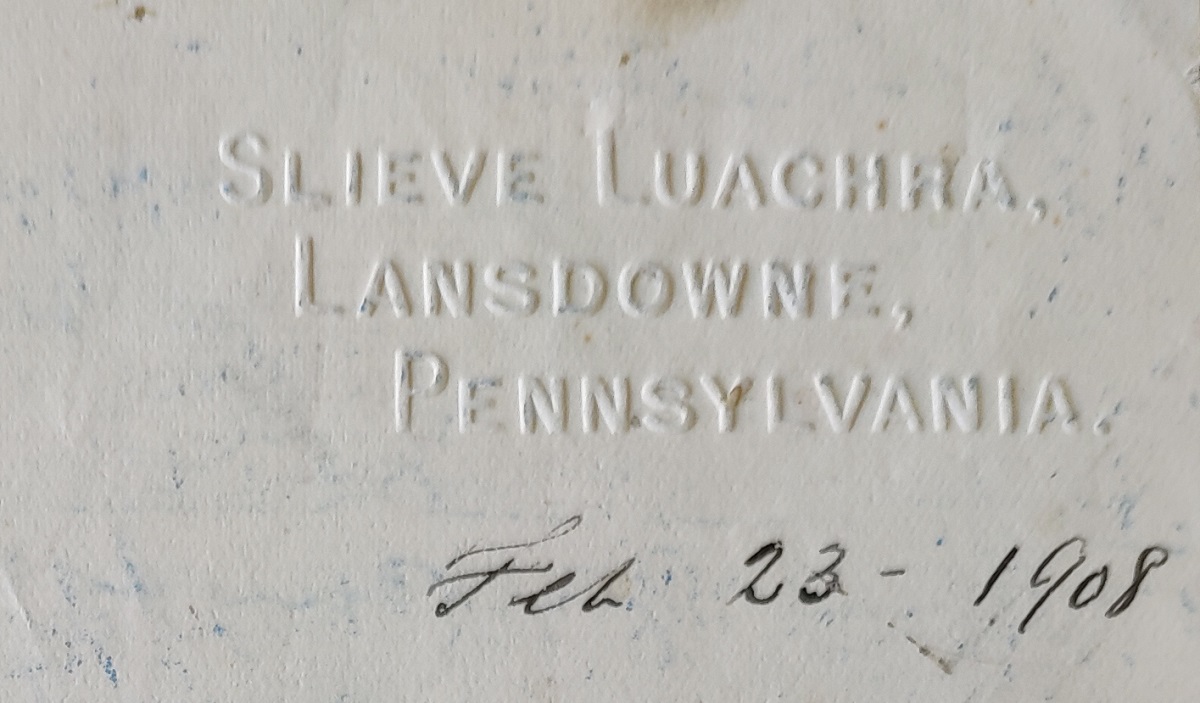 SLIEVE LUACHRA,
LANSDOWNE,
PENNSYLVANIA.
Feb 23 - 1908